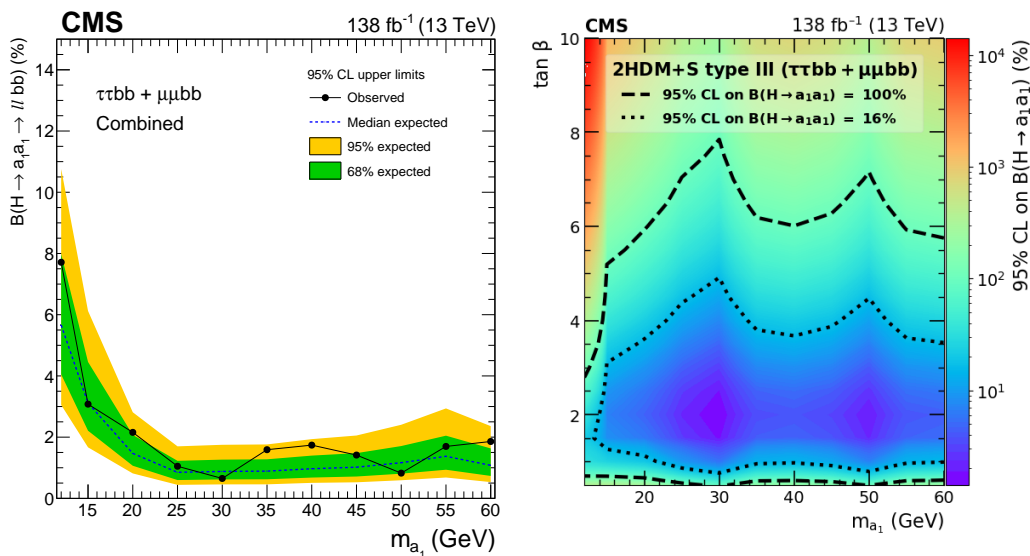 CMS
138 fb⁻¹ (13 TeV)
B(H → a₁a₁ → ll bb) (%)
14
12
10
8
6
4
2
0
ττbb + μμbb
Combined
95% CL upper limits
Observed
Median expected
95% expected
68% expected
15 20 25 30 35 40 45 50 55 60
m_a₁ (GeV)
CMS
138 fb⁻¹ (13 TeV)
tan β
10
8
6
4
2
2HDM+S type III (ττbb + μμbb)
95% CL on B(H→a₁a₁) = 100%
95% CL on B(H→a₁a₁) = 16%
20 30 40 50 60
m_a₁ (GeV)
10⁴
10³
10²
10¹
95% CL on B(H→a₁a₁) (%)